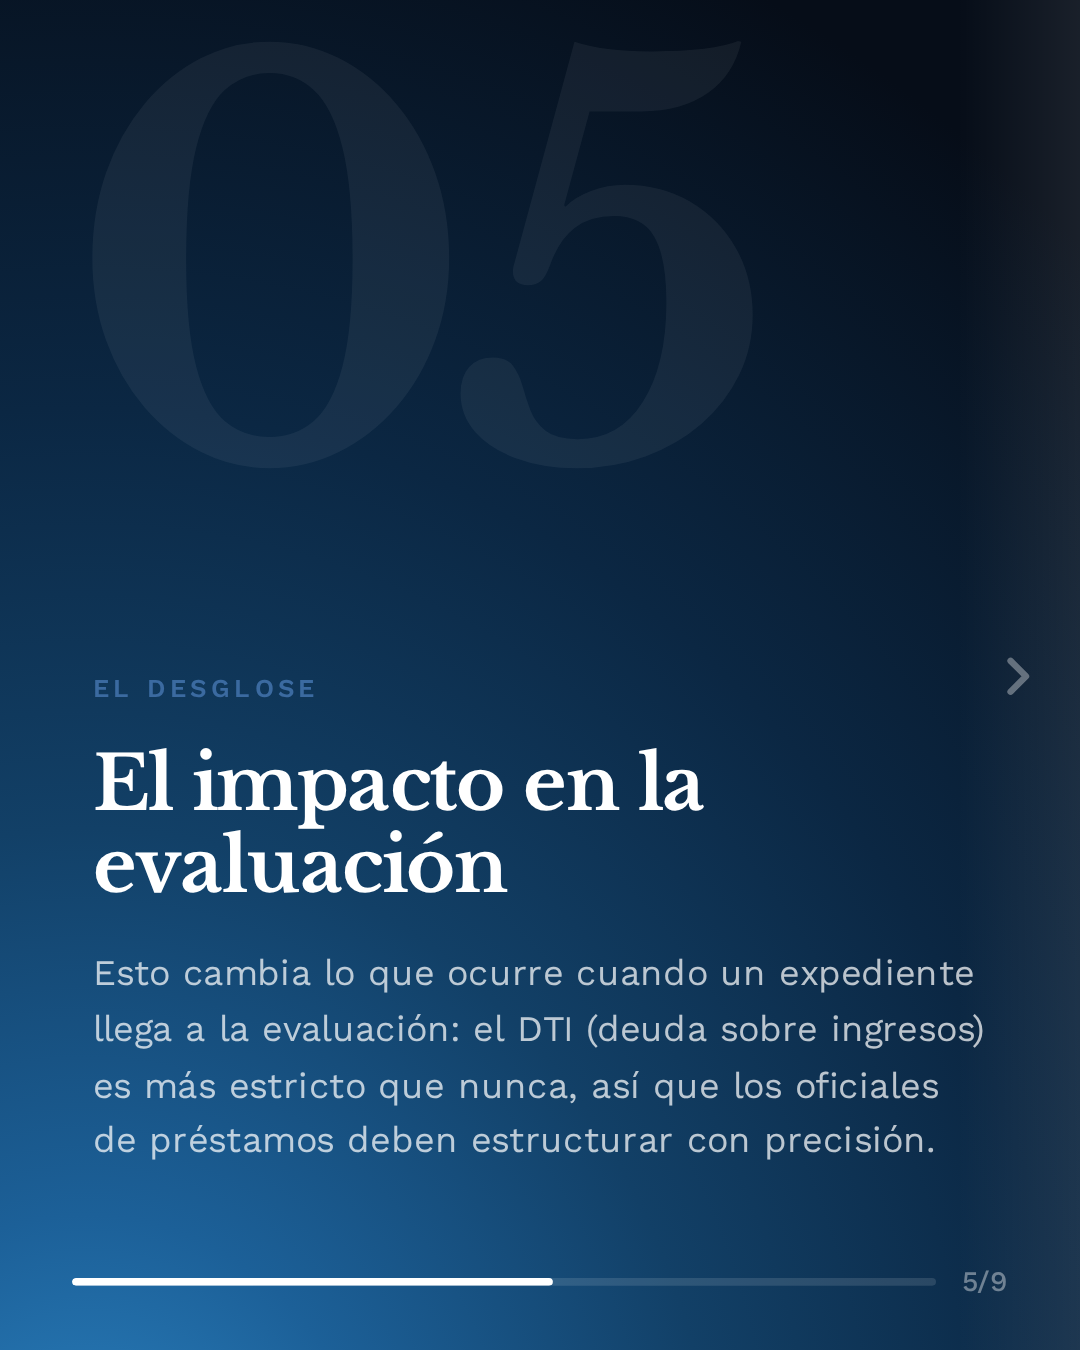 05
EL DESGLOSE
El impacto en la
evaluación
Esto cambia lo que ocurre cuando un expediente
llega a la evaluación: el DTI (deuda sobre ingresos)
es más estricto que nunca, así que los oficiales
de préstamos deben estructurar con precisión.
5/9